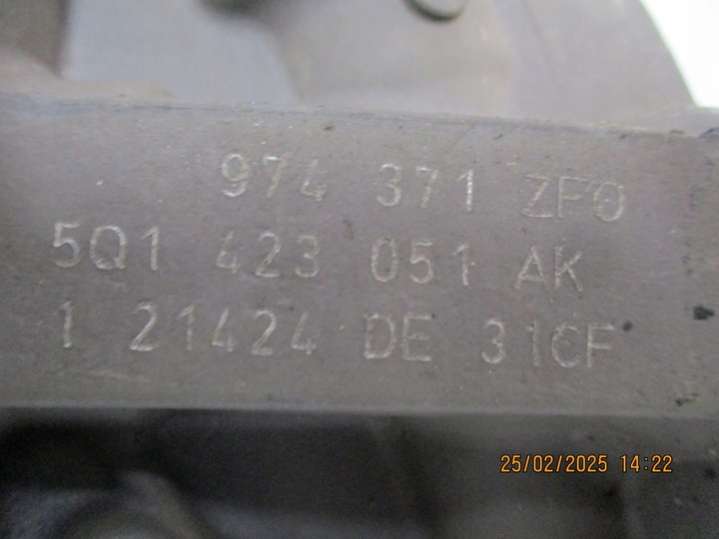 974 371 ZF0
5Q1 423 051 AK
1 21424 DE 31CF
25/02/2025 14:22